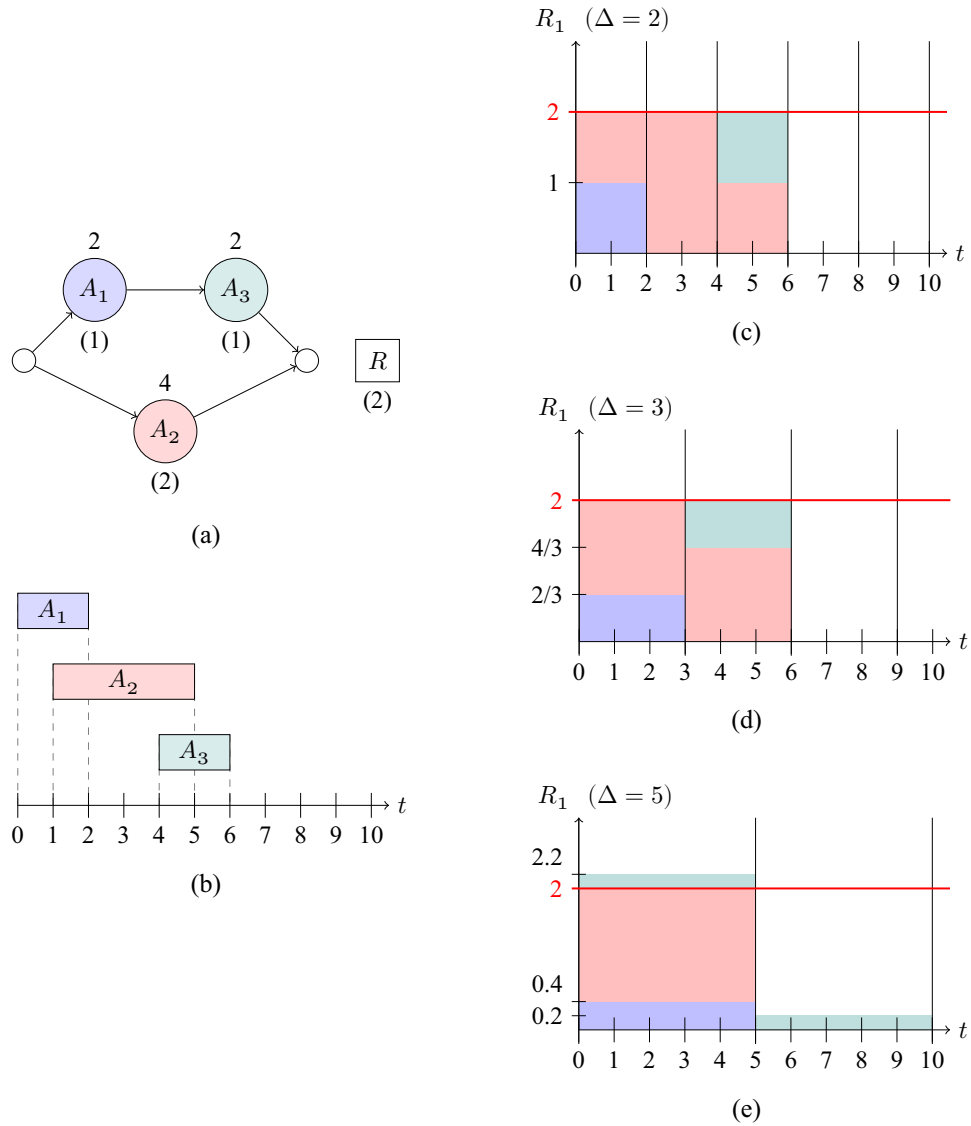 2 2
A₁ A₃
(1) (1)
R
(2)
4
A₂
(2)
(a)
A₁
A₂
A₃
t
0 1 2 3 4 5 6 7 8 9 10
(b)
R₁ (Δ = 2)
2
1
t
0 1 2 3 4 5 6 7 8 9 10
(c)
R₁ (Δ = 3)
2
4/3
2/3
t
0 1 2 3 4 5 6 7 8 9 10
(d)
R₁ (Δ = 5)
2.2
2
0.4
0.2
t
0 1 2 3 4 5 6 7 8 9 10
(e)